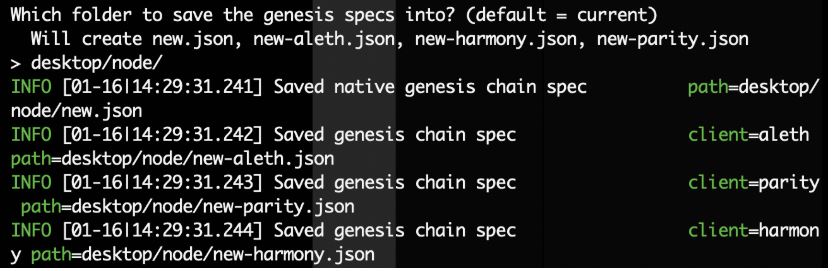 Which folder to save the genesis specs into? (default = current)
  Will create new.json, new-aleth.json, new-harmony.json, new-parity.json
> desktop/node/
INFO [01-16|14:29:31.241] Saved native genesis chain spec          path=desktop/
node/new.json
INFO [01-16|14:29:31.242] Saved genesis chain spec                 client=aleth
path=desktop/node/new-aleth.json
INFO [01-16|14:29:31.243] Saved genesis chain spec                 client=parity
 path=desktop/node/new-parity.json
INFO [01-16|14:29:31.244] Saved genesis chain spec                 client=harmon
y path=desktop/node/new-harmony.json